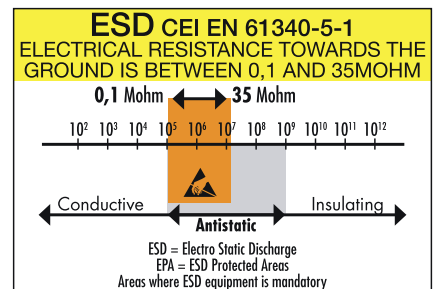 ESD CEI EN 61340-5-1
ELECTRICAL RESISTANCE TOWARDS THE
GROUND IS BETWEEN 0,1 AND 35MOHM
0,1 Mohm 35 Mohm
10² 10³ 10⁴ 10⁵ 10⁶ 10⁷ 10⁸ 10⁹ 10¹⁰ 10¹¹ 10¹²
Conductive Insulating
Antistatic
ESD = Electro Static Discharge
EPA = ESD Protected Areas
Areas where ESD equipment is mandatory